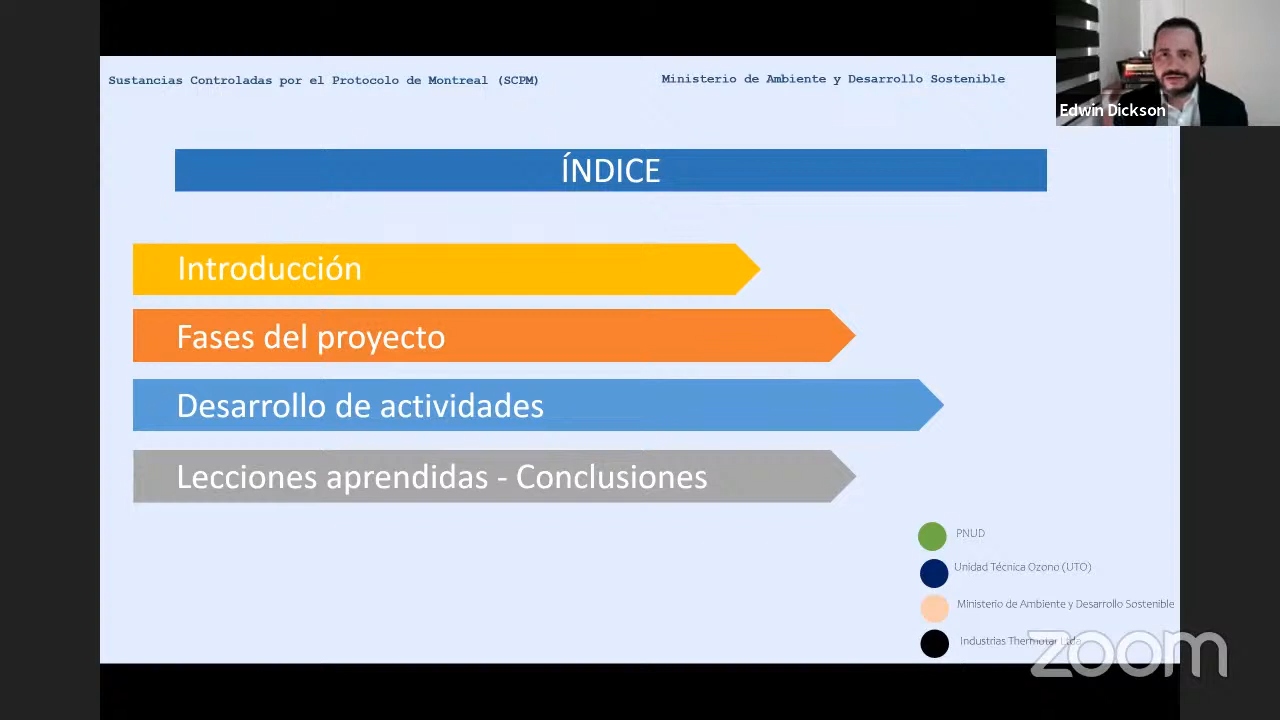 Sustancias Controladas por el Protocolo de Montreal (SCPM)
Ministerio de Ambiente y Desarrollo Sostenible
Edwin Dickson
ÍNDICE
Introducción
Fases del proyecto
Desarrollo de actividades
Lecciones aprendidas - Conclusiones
PNUD
Unidad Técnica Ozono (UTO)
Ministerio de Ambiente y Desarrollo Sostenible
Industrias Thermotar Ltda
zoom